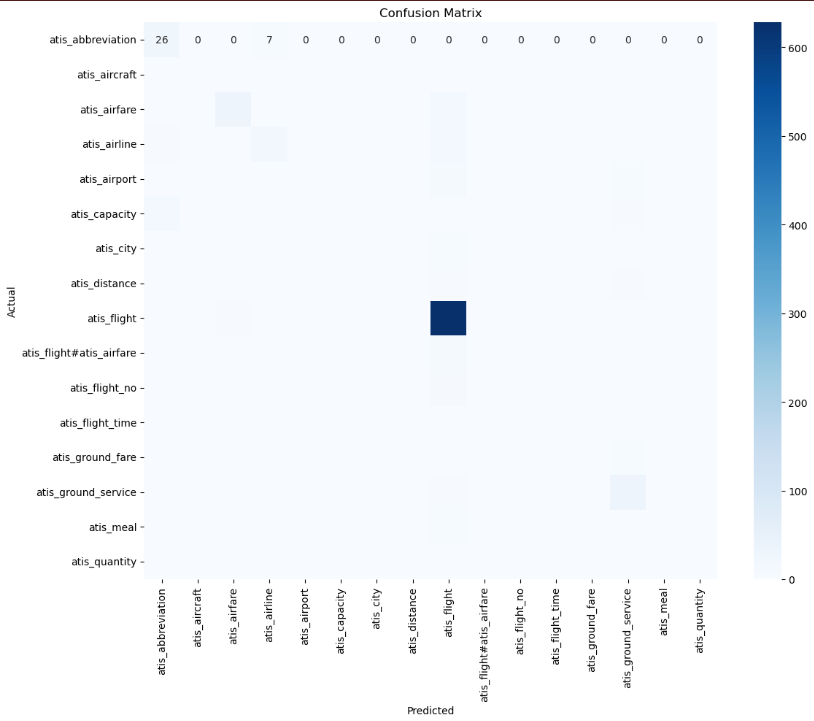 Confusion Matrix
atis_abbreviation 26 0 0 7 0 0 0 0 0 0 0 0 0 0 0 0
atis_aircraft
atis_airfare
atis_airline
atis_airport
atis_capacity
atis_city
atis_distance
atis_flight
atis_flight#atis_airfare
atis_flight_no
atis_flight_time
atis_ground_fare
atis_ground_service
atis_meal
atis_quantity
Actual
atis_abbreviation
atis_aircraft
atis_airfare
atis_airline
atis_airport
atis_capacity
atis_city
atis_distance
atis_flight
atis_flight#atis_airfare
atis_flight_no
atis_flight_time
atis_ground_fare
atis_ground_service
atis_meal
atis_quantity
Predicted
600
500
400
300
200
100
0